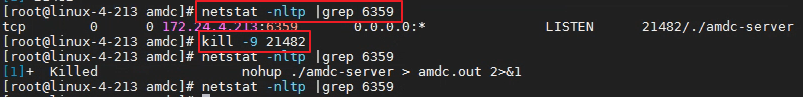 [root@linux-4-213 amdc]# netstat -nltp |grep 6359
tcp 0 0 172.24.4.213:6359 0.0.0.0:* LISTEN 21482/./amdc-server
[root@linux-4-213 amdc]# kill -9 21482
[root@linux-4-213 amdc]# netstat -nltp |grep 6359
[1]+ Killed nohup ./amdc-server > amdc.out 2>&1
[root@linux-4-213 amdc]# netstat -nltp |grep 6359